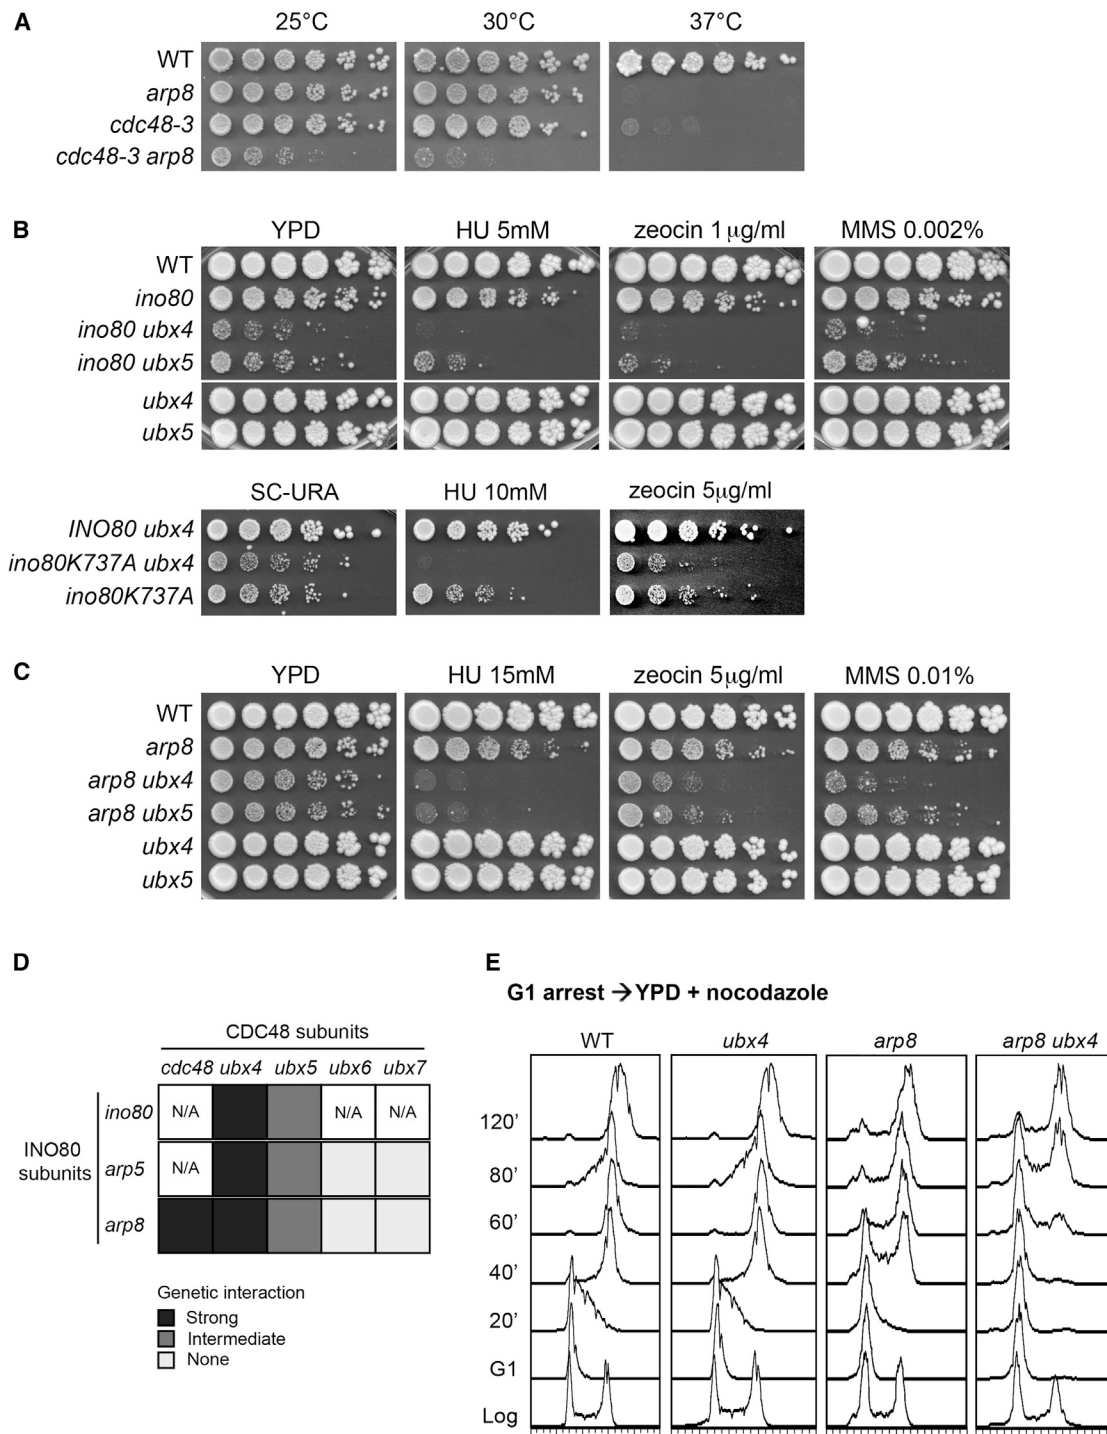 A
25°C 30°C 37°C
WT
arp8
cdc48-3
cdc48-3 arp8
B
YPD HU 5mM zeocin 1μg/ml MMS 0.002%
WT
ino80
ino80 ubx4
ino80 ubx5
ubx4
ubx5
SC-URA HU 10mM zeocin 5μg/ml
INO80 ubx4
ino80K737A ubx4
ino80K737A
C
YPD HU 15mM zeocin 5μg/ml MMS 0.01%
WT
arp8
arp8 ubx4
arp8 ubx5
ubx4
ubx5
D
CDC48 subunits
cdc48 ubx4 ubx5 ubx6 ubx7
INO80 subunits
ino80 N/A N/A N/A
arp5 N/A
arp8
Genetic interaction
Strong
Intermediate
None
E
G1 arrest → YPD + nocodazole
WT ubx4 arp8 arp8 ubx4
120'
80'
60'
40'
20'
G1
Log